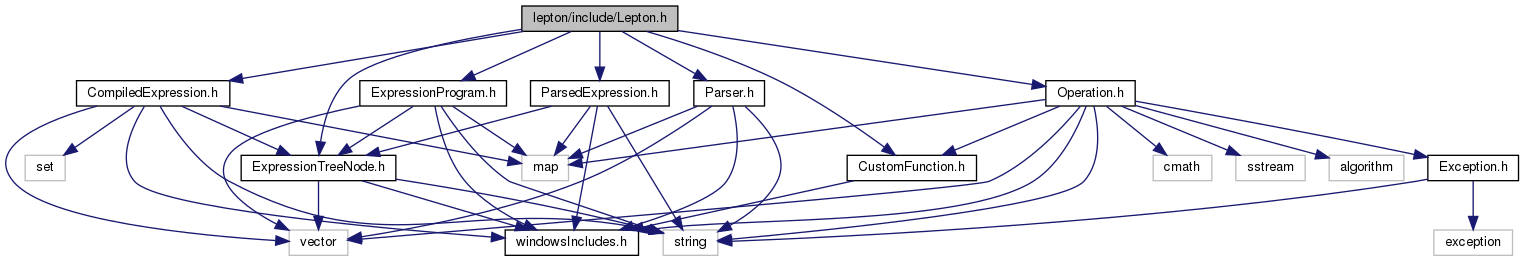 lepton/include/Lepton.h
CompiledExpression.h
ExpressionProgram.h
ParsedExpression.h
Parser.h
Operation.h
set
ExpressionTreeNode.h
map
CustomFunction.h
cmath
sstream
algorithm
Exception.h
vector
windowsIncludes.h
string
exception